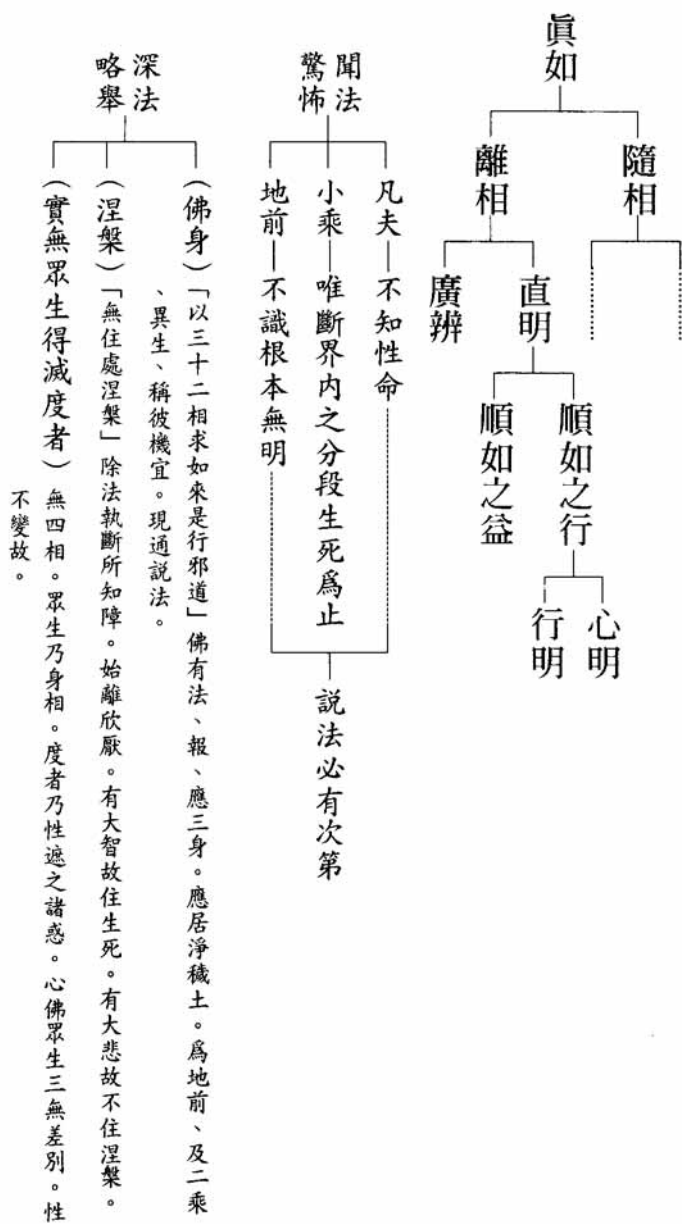 眞如
隨相
離相
直明
廣辨
順如之行
順如之益
心明
行明
聞法
驚怖
凡夫—不知性命
小乘—唯斷界內之分段生死爲止
地前—不識根本無明
說法必有次第
深法
略舉
(佛身)「以三十二相求如來是行邪道」佛有法、報、應三身。應居淨穢土。爲地前、及二乘
、異生、稱彼機宜。現通說法。
(涅槃)「無住處涅槃」除法執斷所知障。始離欣厭。有大智故住生死。有大悲故不住涅槃。
(實無眾生得滅度者)無四相。眾生乃身相。度者乃性遮之諸惑。心佛眾生三無差別。性
不變故。